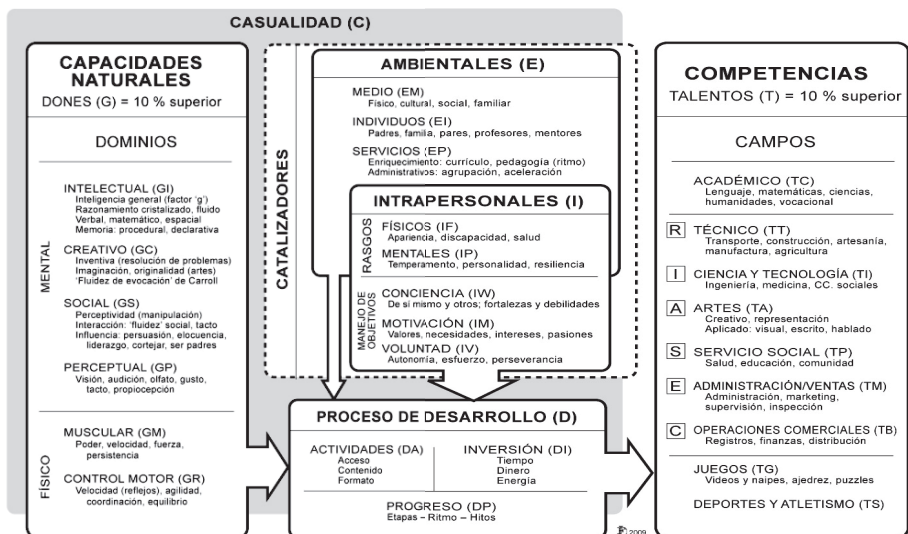 CASUALIDAD (C)
CAPACIDADES
NATURALES
DONES (G) = 10 % superior
DOMINIOS
MENTAL
INTELECTUAL (GI)
Inteligencia general (factor ‘g’)
Razonamiento cristalizado, fluido
Verbal, matemático, espacial
Memoria: procedural, declarativa
CREATIVO (GC)
Inventiva (resolución de problemas)
Imaginación, originalidad (artes)
‘Fluidez de evocación’ de Carroll
SOCIAL (GS)
Perceptividad (manipulación)
Interacción: ‘fluidez’ social, tacto
Influencia: persuasión, elocuencia,
liderazgo, cortejar, ser padres
PERCEPTUAL (GP)
Visión, audición, olfato, gusto,
tacto, propiocepción
FÍSICO
MUSCULAR (GM)
Poder, velocidad, fuerza,
persistencia
CONTROL MOTOR (GR)
Velocidad (reflejos), agilidad,
coordinación, equilibrio
CATALIZADORES
AMBIENTALES (E)
MEDIO (EM)
Físico, cultural, social, familiar
INDIVIDUOS (EI)
Padres, familia, pares, profesores, mentores
SERVICIOS (EP)
Enriquecimiento: currículo, pedagogía (ritmo)
Administrativos: agrupación, aceleración
INTRAPERSONALES (I)
RASGOS
FÍSICOS (IF)
Apariencia, discapacidad, salud
MENTALES (IP)
Temperamento, personalidad, resiliencia
MANEJO DE
OBJETIVOS
CONCIENCIA (IW)
De sí mismo y otros; fortalezas y debilidades
MOTIVACIÓN (IM)
Valores, necesidades, intereses, pasiones
VOLUNTAD (IV)
Autonomía, esfuerzo, perseverancia
PROCESO DE DESARROLLO (D)
ACTIVIDADES (DA)
Acceso
Contenido
Formato
INVERSIÓN (DI)
Tiempo
Dinero
Energía
PROGRESO (DP)
Etapas – Ritmo – Hitos
2009
COMPETENCIAS
TALENTOS (T) = 10 % superior
CAMPOS
ACADÉMICO (TC)
Lenguaje, matemáticas, ciencias,
humanidades, vocacional
R TÉCNICO (TT)
Transporte, construcción, artesanía,
manufactura, agricultura
I CIENCIA Y TECNOLOGÍA (TI)
Ingeniería, medicina, CC. sociales
A ARTES (TA)
Creativo, representación
Aplicado: visual, escrito, hablado
S SERVICIO SOCIAL (TP)
Salud, educación, comunidad
E ADMINISTRACIÓN/VENTAS (TM)
Administración, marketing,
supervisión, inspección
C OPERACIONES COMERCIALES (TB)
Registros, finanzas, distribución
JUEGOS (TG)
Videos y naipes, ajedrez, puzzles
DEPORTES Y ATLETISMO (TS)